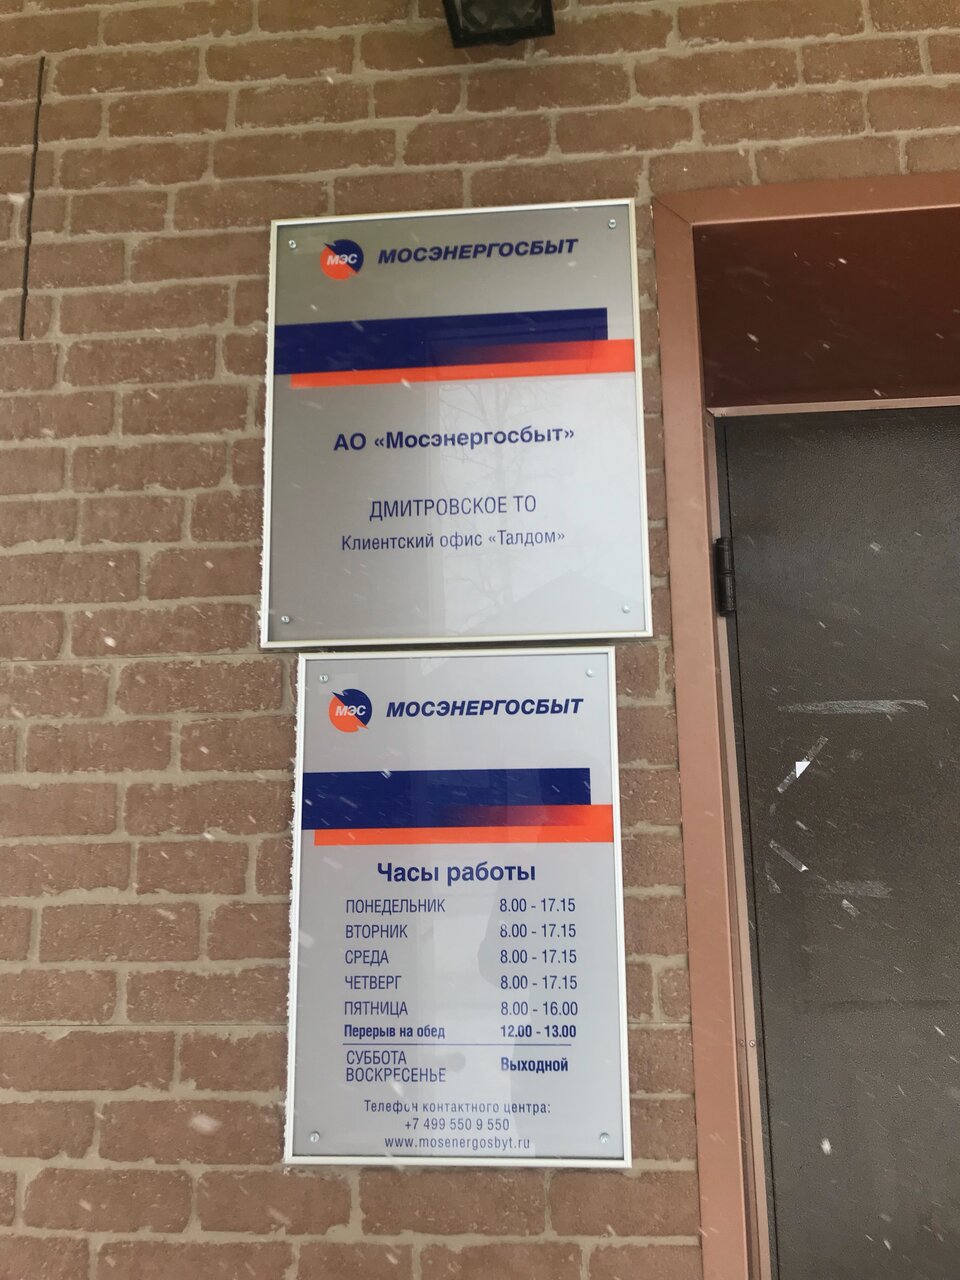 МЭС МОСЭНЕРГОСБЫТ
АО «Мосэнергосбыт»
ДМИТРОВСКОЕ ТО
Клиентский офис «Талдом»
МЭС МОСЭНЕРГОСБЫТ
Часы работы
ПОНЕДЕЛЬНИК 8.00 - 17.15
ВТОРНИК 8.00 - 17.15
СРЕДА 8.00 - 17.15
ЧЕТВЕРГ 8.00 - 17.15
ПЯТНИЦА 8.00 - 16.00
Перерыв на обед 12.00 - 13.00
СУББОТА
ВОСКРЕСЕНЬЕ Выходной
Телефон контактного центра:
+7 499 550 9 550
www.mosenergosbyt.ru